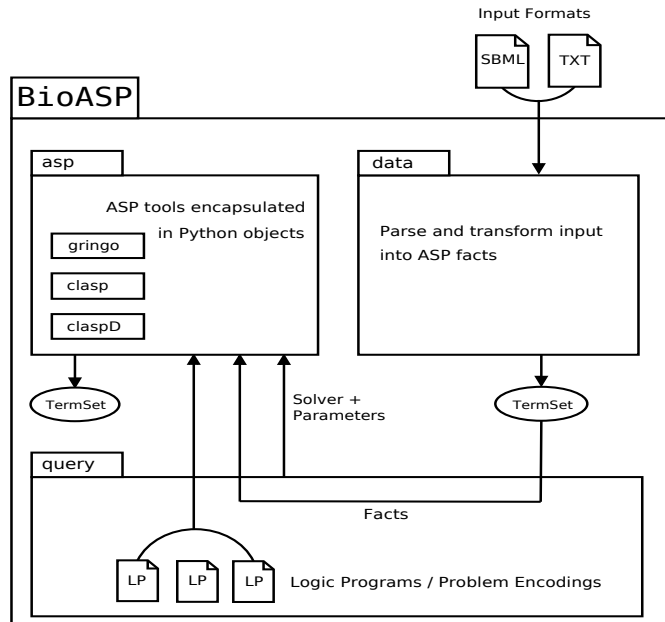 Input Formats
SBML
TXT
BioASP
asp
ASP tools encapsulated
in Python objects
gringo
clasp
claspD
data
Parse and transform input
into ASP facts
TermSet
Solver +
Parameters
TermSet
query
Facts
LP
LP
LP
Logic Programs / Problem Encodings